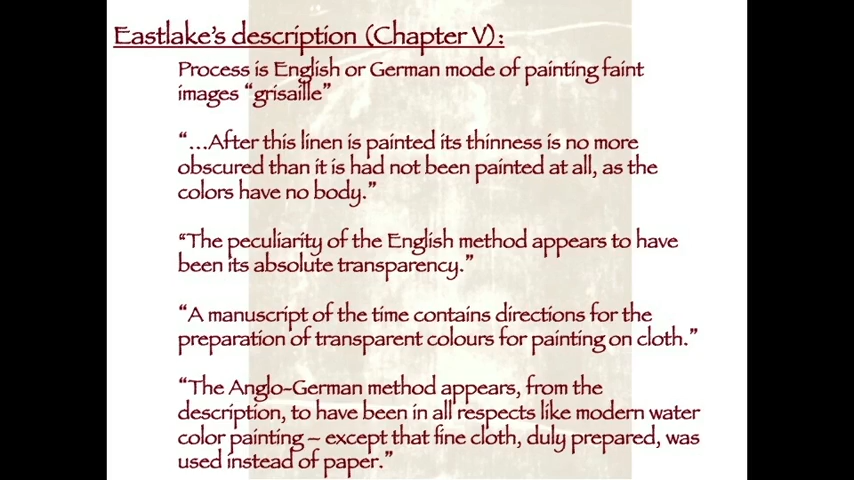 Eastlake's description (Chapter V):
Process is English or German mode of painting faint
images “grisaille”
“...After this linen is painted its thinness is no more
obscured than it is had not been painted at all, as the
colors have no body.”
“The peculiarity of the English method appears to have
been its absolute transparency.”
“A manuscript of the time contains directions for the
preparation of transparent colours for painting on cloth.”
“The Anglo-German method appears, from the
description, to have been in all respects like modern water
color painting – except that fine cloth, duly prepared, was
used instead of paper.”